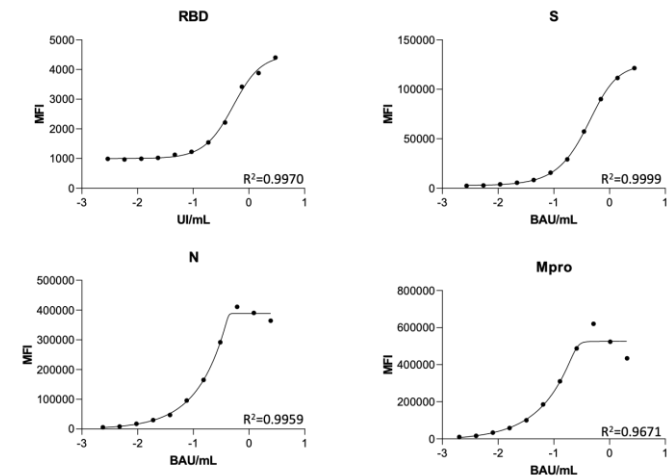 RBD
5000
4000
3000
2000
1000
0
MFI
-3 -2 -1 0 1
UI/mL
R²=0.9970
S
150000
100000
50000
0
MFI
-3 -2 -1 0 1
BAU/mL
R²=0.9999
N
500000
400000
300000
200000
100000
0
MFI
-3 -2 -1 0 1
BAU/mL
R²=0.9959
Mpro
800000
600000
400000
200000
0
MFI
-3 -2 -1 0 1
BAU/mL
R²=0.9671